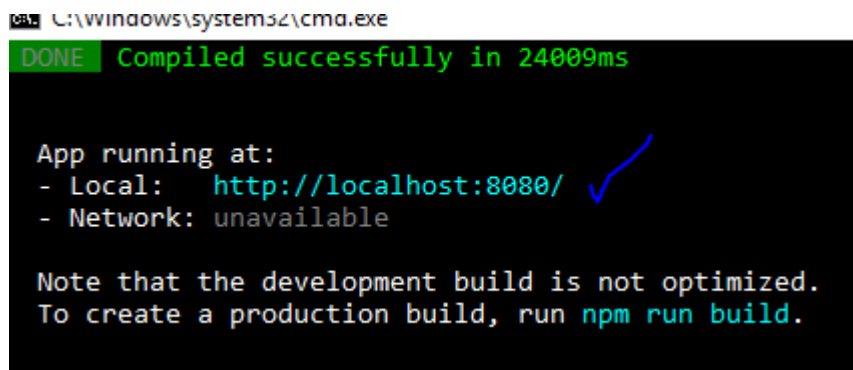 C:\Windows\system32\cmd.exe
DONE Compiled successfully in 24009ms
App running at:
- Local: http://localhost:8080/
- Network: unavailable
Note that the development build is not optimized.
To create a production build, run npm run build.